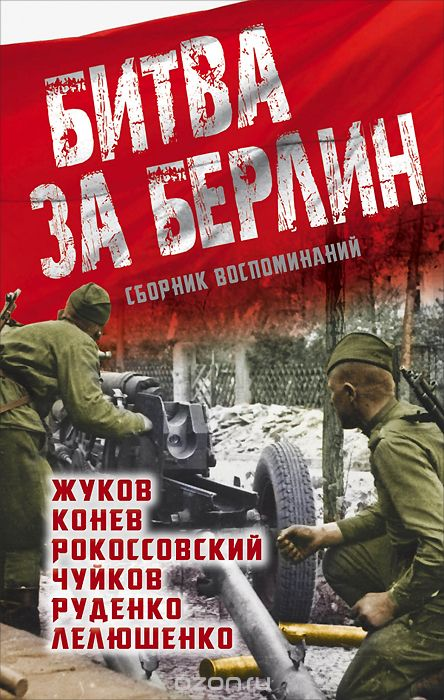 БИТВА
ЗА БЕРЛИН
СБОРНИК ВОСПОМИНАНИЙ
ЖУКОВ
КОНЕВ
РОКОССОВСКИЙ
ЧУЙКОВ
РУДЕНКО
ЛЕЛЮШЕНКО
ozon.ru